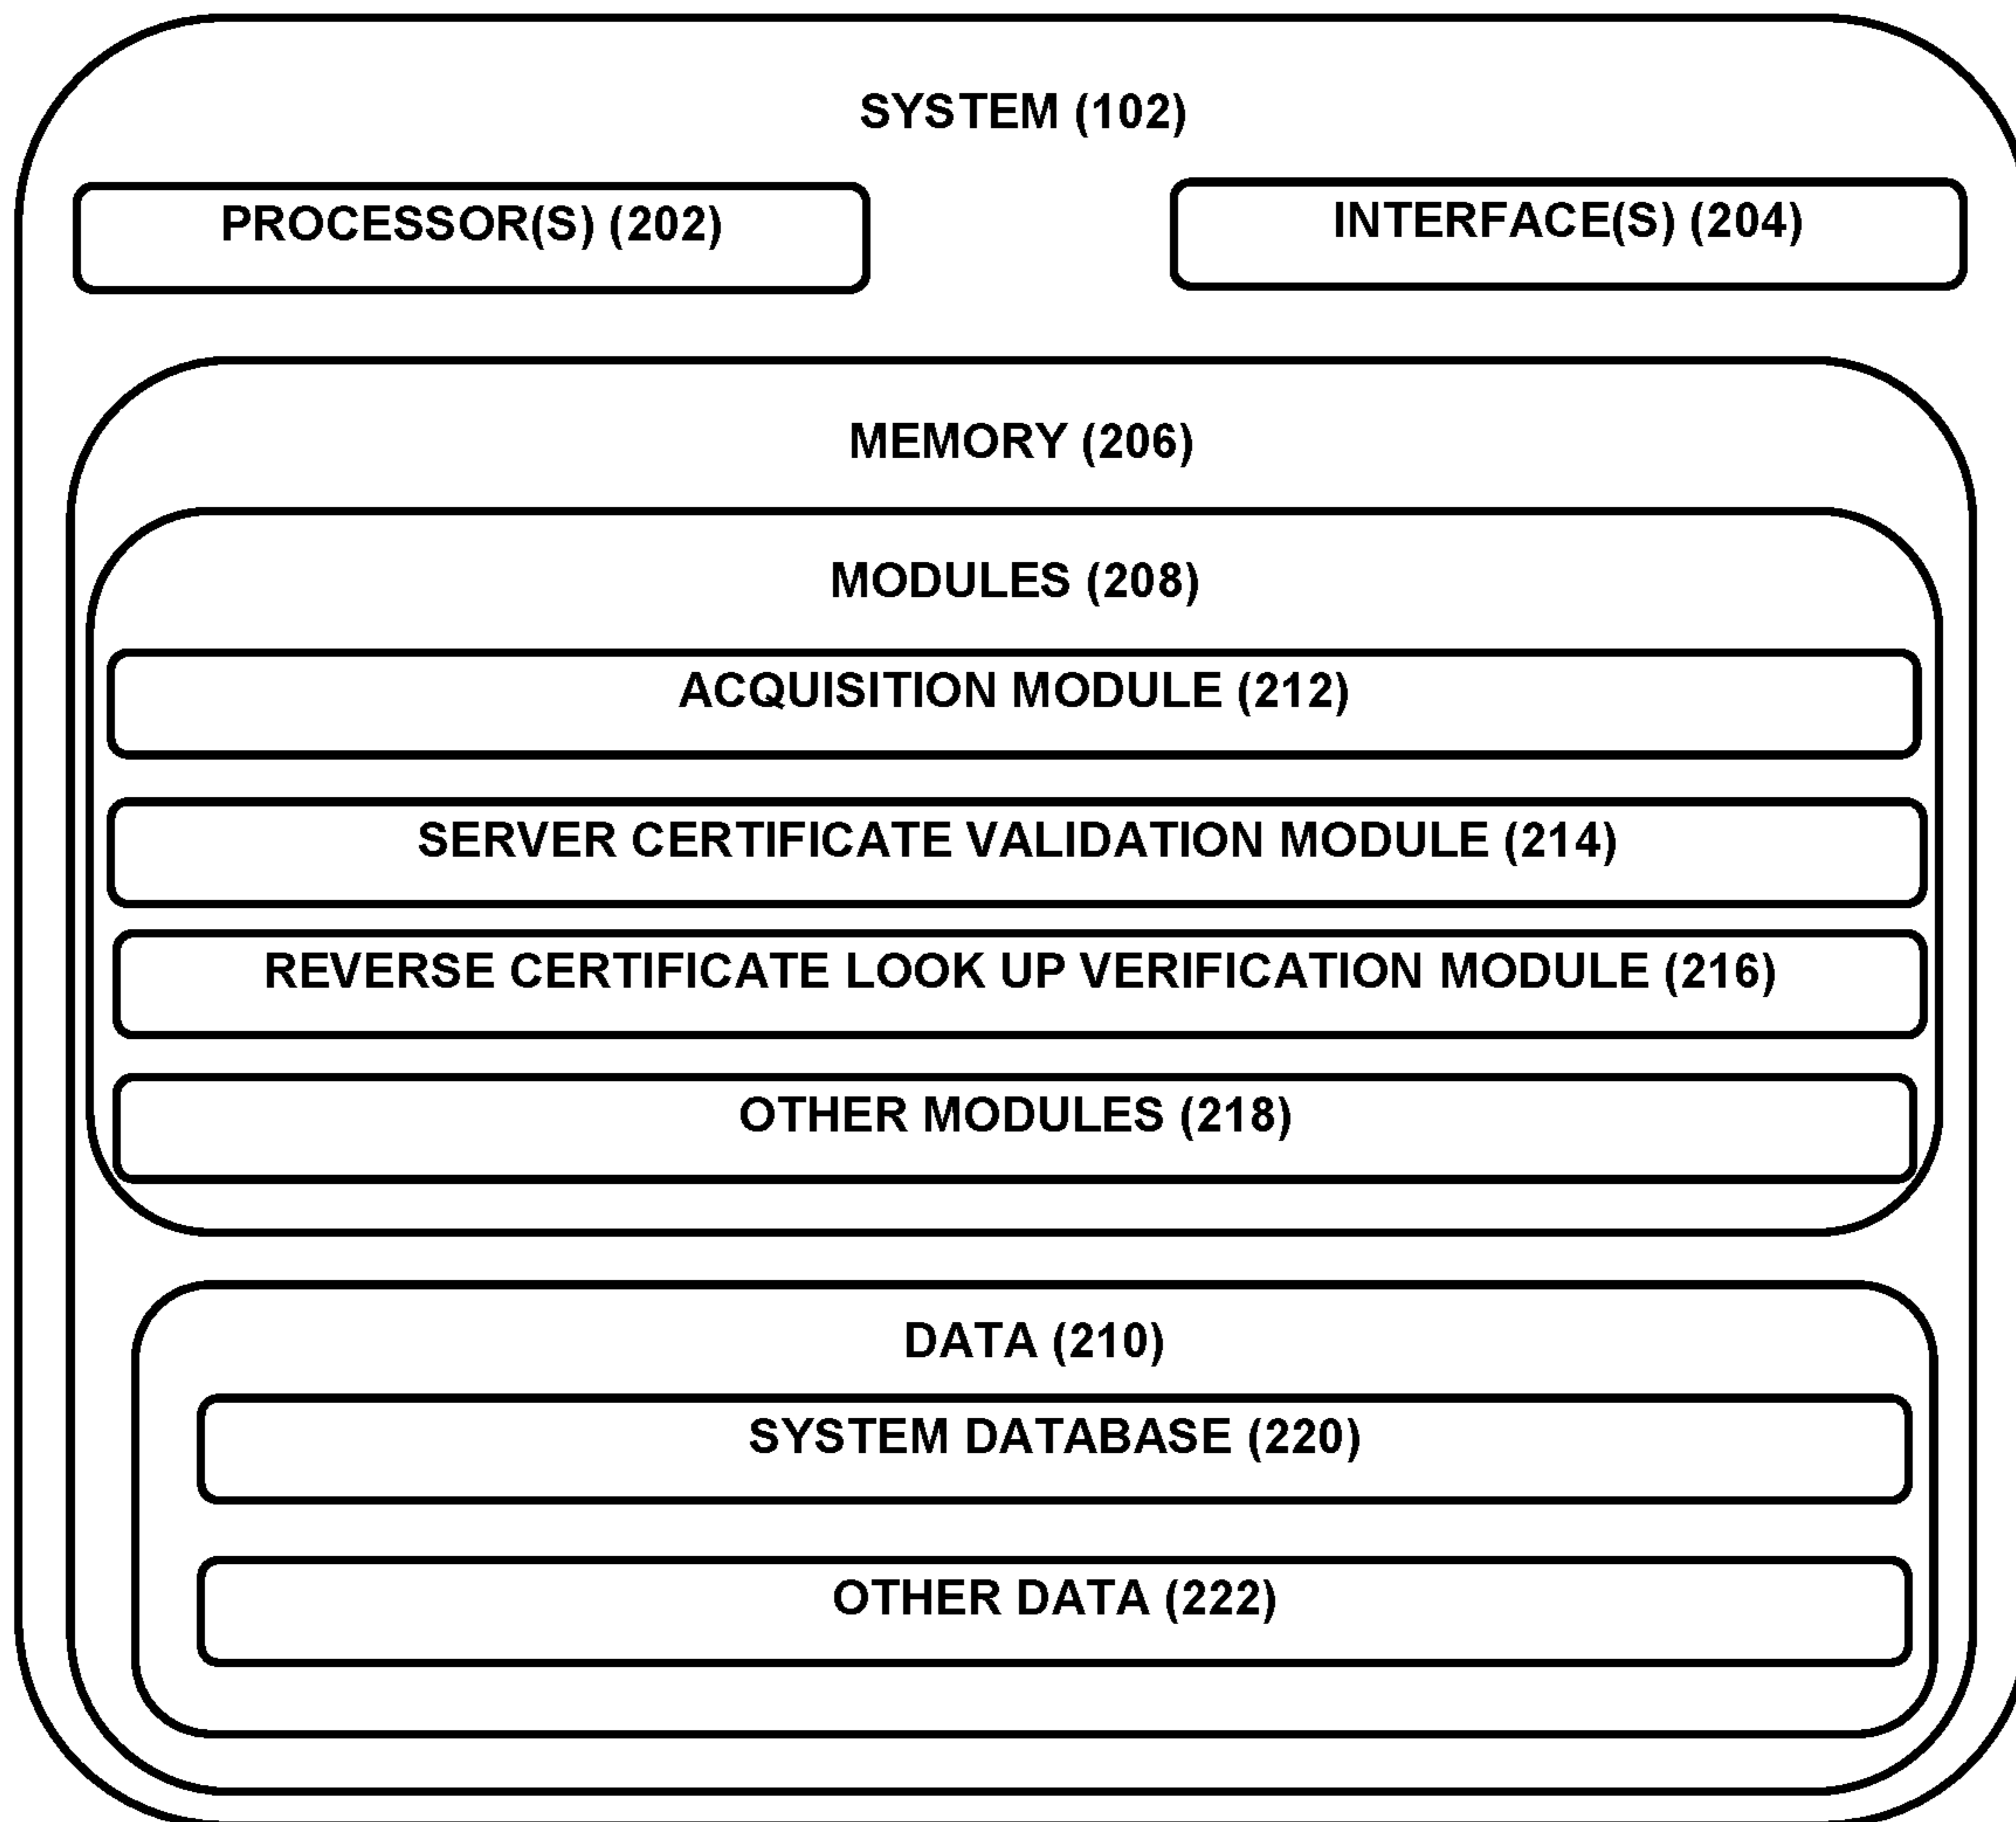 SYSTEM (102)
PROCESSOR(S) (202)
INTERFACE(S) (204)
MEMORY (206)
MODULES (208)
ACQUISITION MODULE (212)
SERVER CERTIFICATE VALIDATION MODULE (214)
REVERSE CERTIFICATE LOOK UP VERIFICATION MODULE (216)
OTHER MODULES (218)
DATA (210)
SYSTEM DATABASE (220)
OTHER DATA (222)